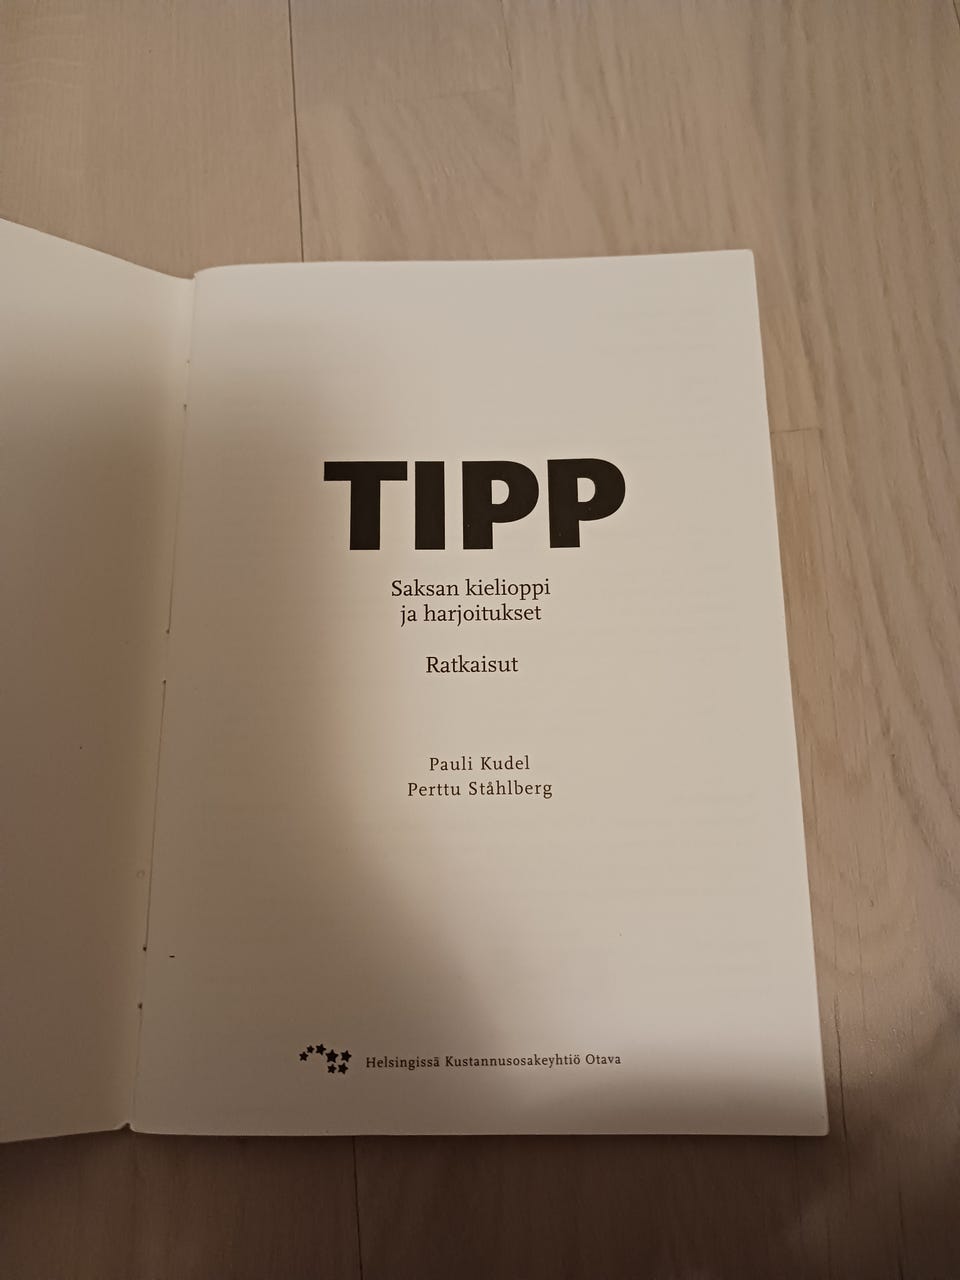 TIPP
Saksan kielioppi
ja harjoitukset
Ratkaisut
Pauli Kudel
Perttu Ståhlberg
Helsingissä Kustannusosakeyhtiö Otava